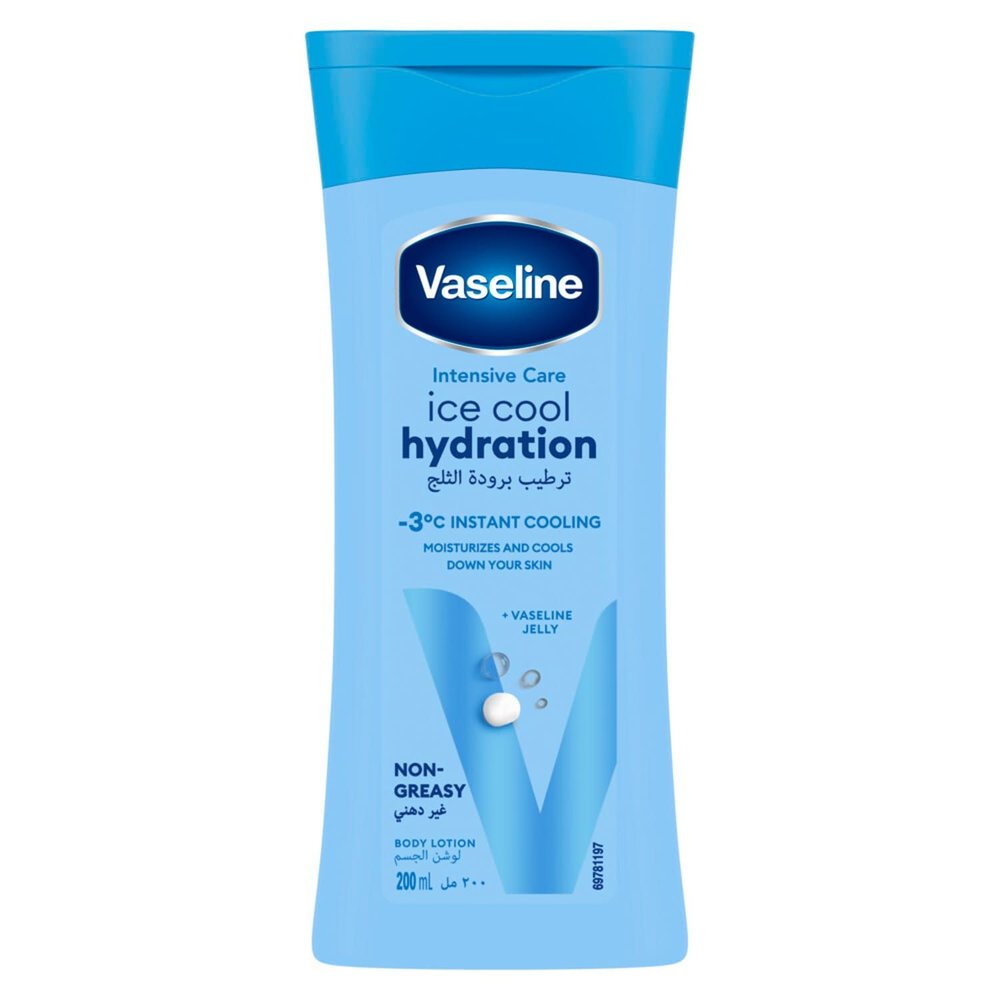 Vaseline
Intensive Care
ice cool
hydration
ترطيب برودة الثلج
-3°C INSTANT COOLING
MOISTURIZES AND COOLS
DOWN YOUR SKIN
+ VASELINE
JELLY
NON-
GREASY
غير دهني
BODY LOTION
لوشن الجسم
200 mL ٢٠٠ مل
69781197